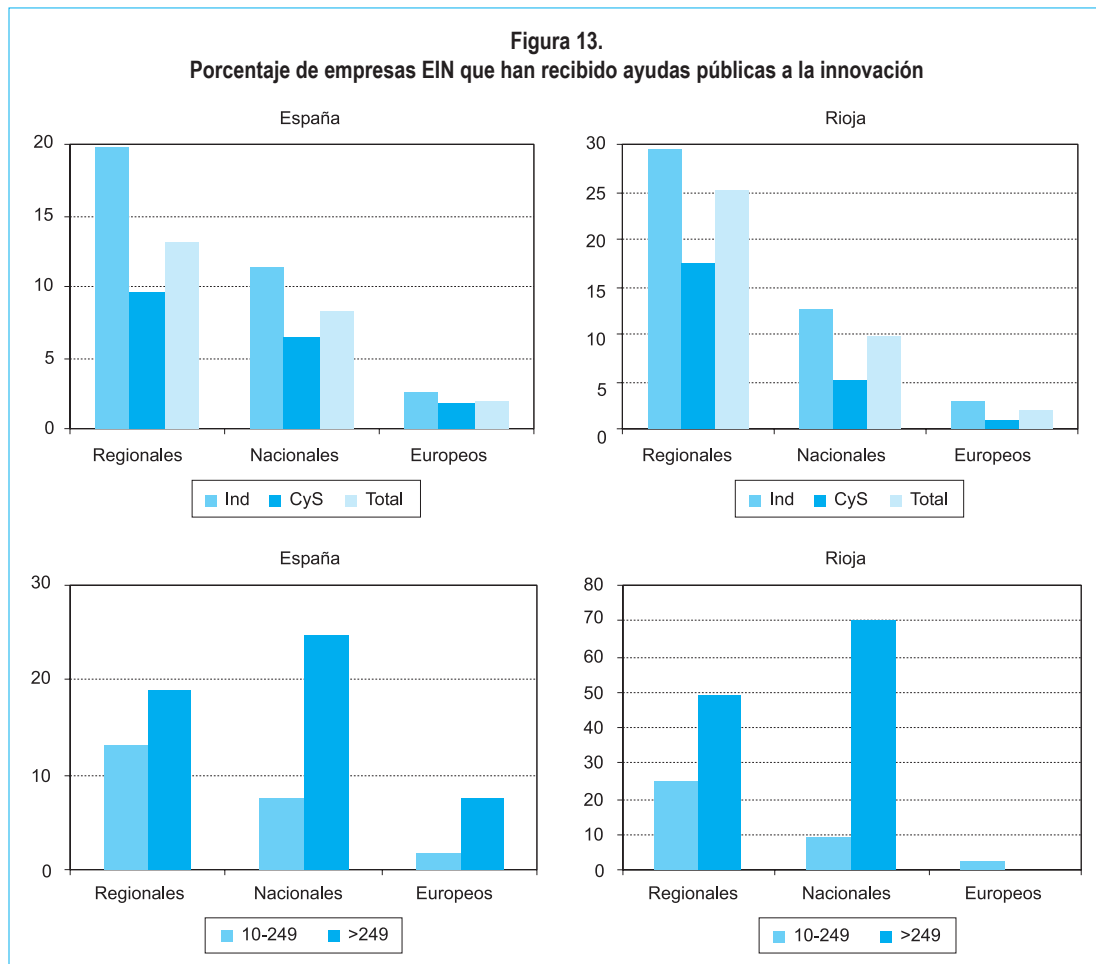 Figura 13.
Porcentaje de empresas EIN que han recibido ayudas públicas a la innovación
España
20
15
10
5
0
Regionales Nacionales Europeos
Ind CyS Total
Rioja
30
25
20
15
10
5
0
Regionales Nacionales Europeos
Ind CyS Total
España
30
20
10
0
Regionales Nacionales Europeos
10-249 >249
Rioja
80
70
60
50
40
30
20
10
0
Regionales Nacionales Europeos
10-249 >249